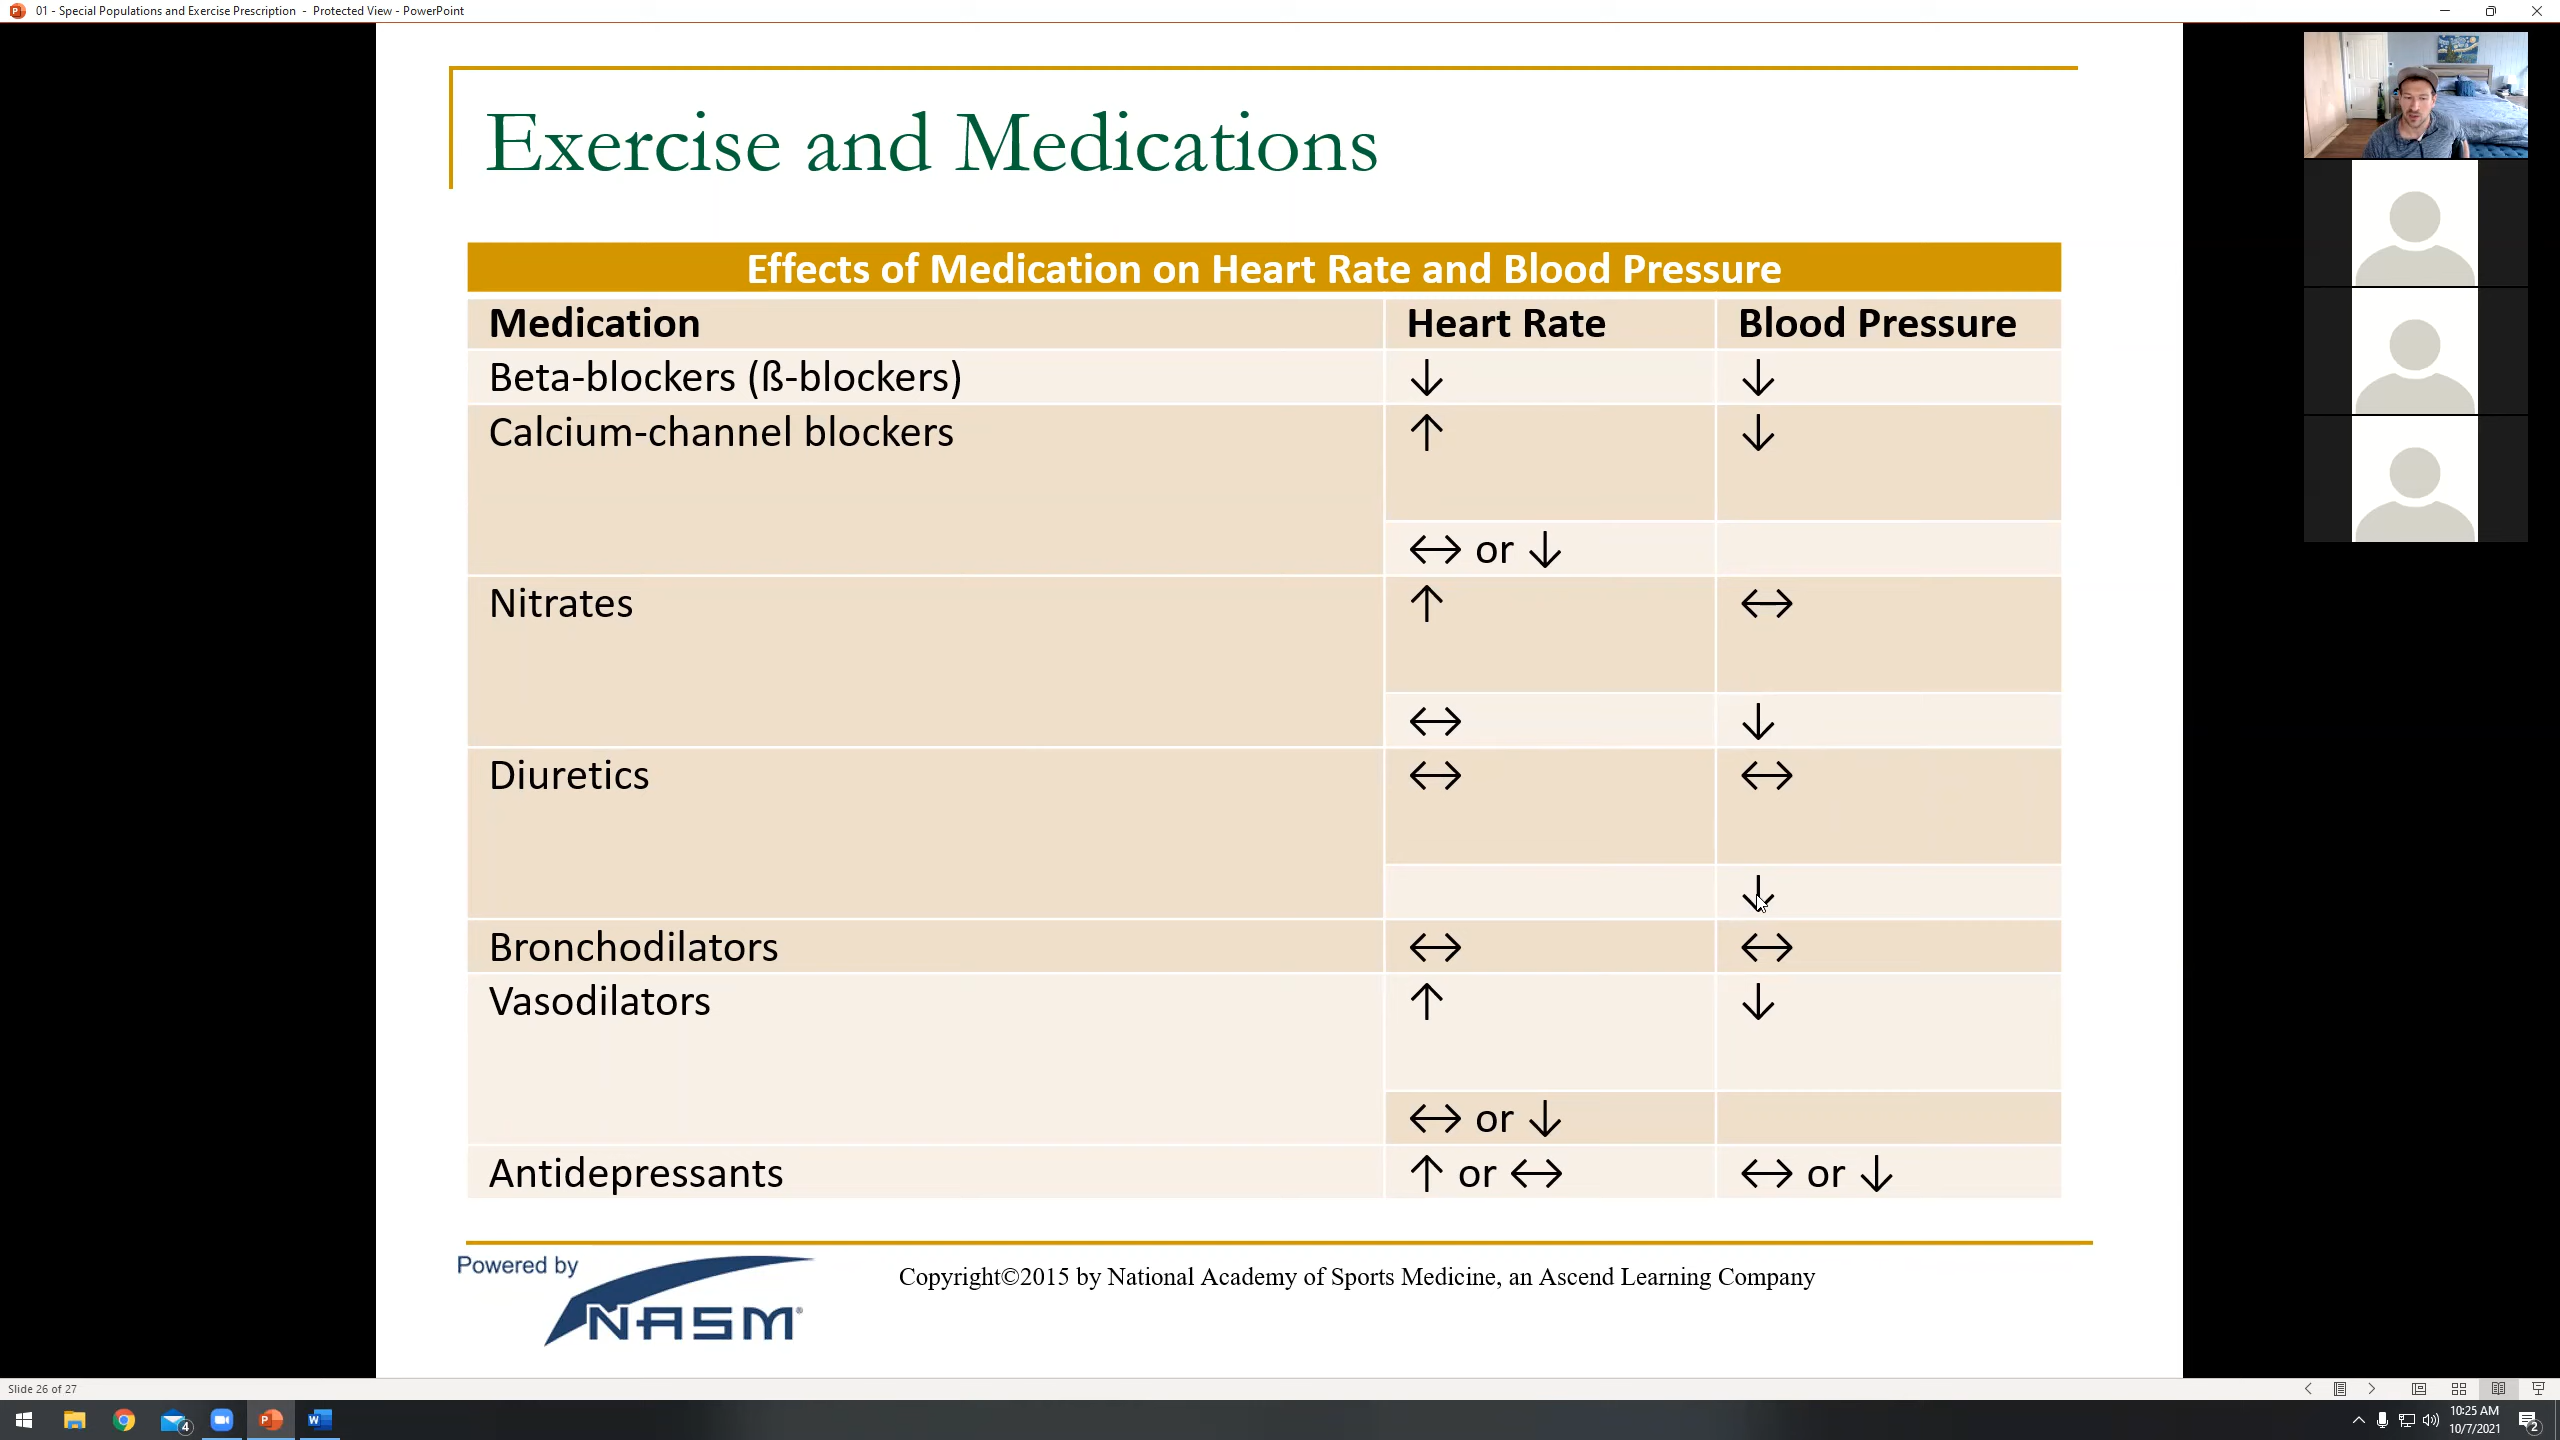 01 - Special Populations and Exercise Prescription - Protected View - PowerPoint
Exercise and Medications
Effects of Medication on Heart Rate and Blood Pressure
Medication Heart Rate Blood Pressure
Beta-blockers (ß-blockers) ↓ ↓
Calcium-channel blockers ↑ ↓
↔ or ↓
Nitrates ↑ ↔
↔ ↓
Diuretics ↔ ↔
↓
Bronchodilators ↔ ↔
Vasodilators ↑ ↓
↔ or ↓
Antidepressants ↑ or ↔ ↔ or ↓
Powered by
NASM®
Copyright©2015 by National Academy of Sports Medicine, an Ascend Learning Company
Slide 26 of 27
4
10:25 AM
10/7/2021
2